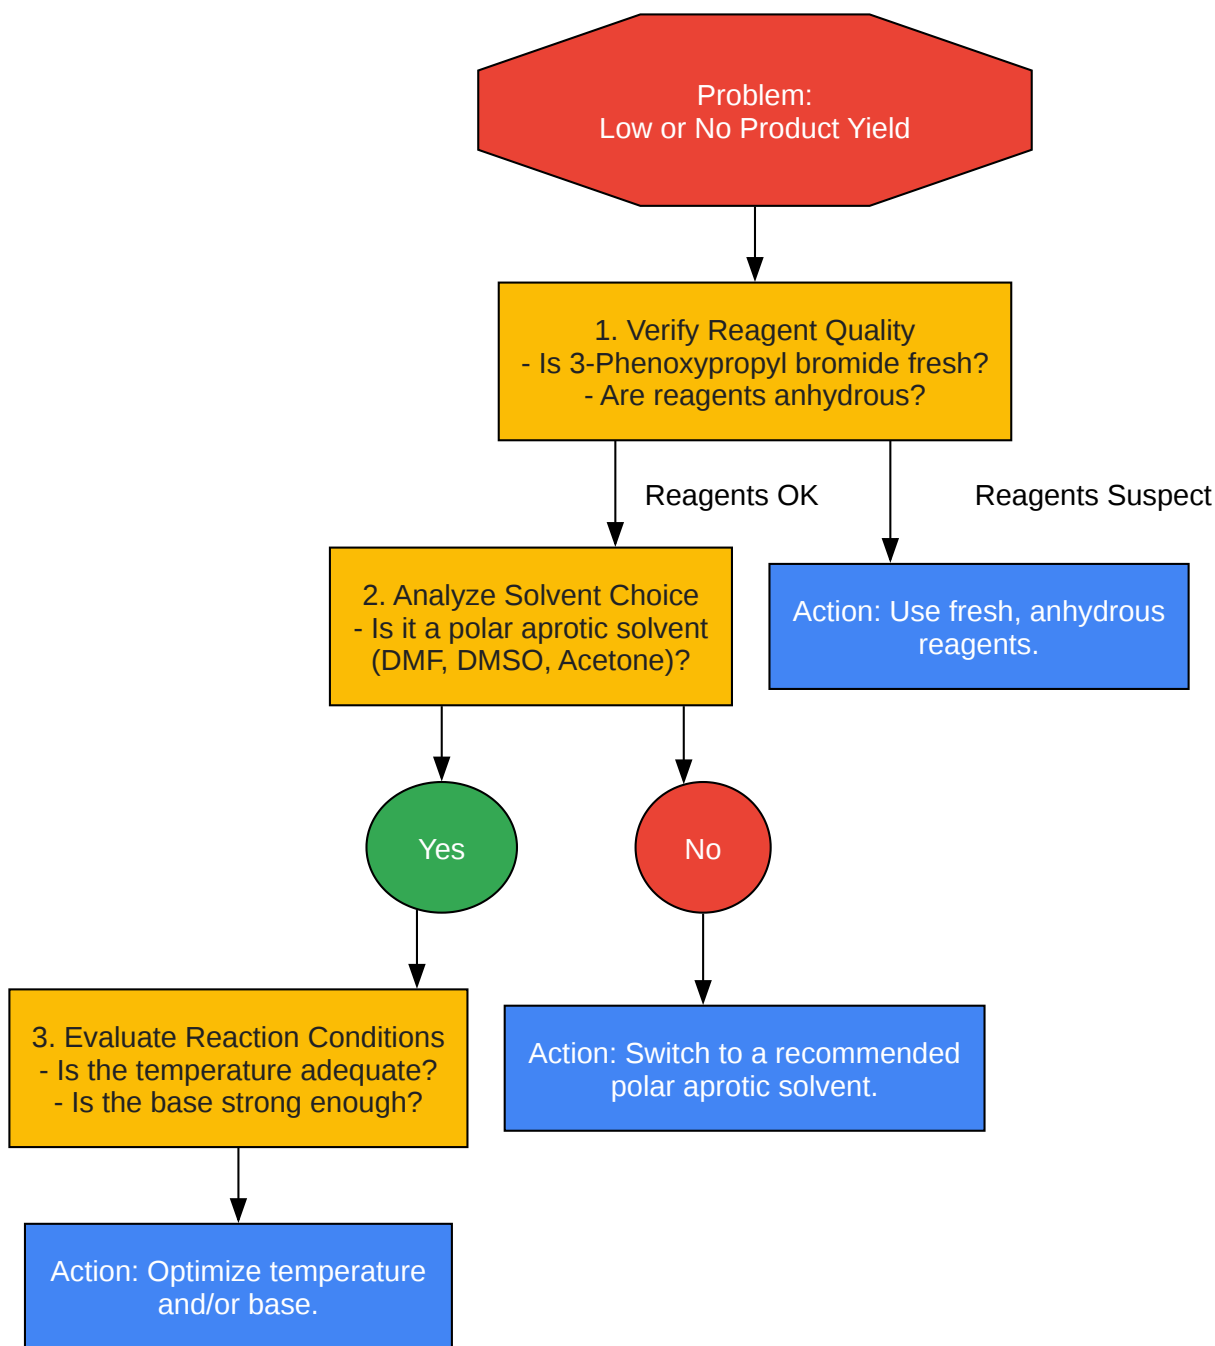 Problem:
Low or No Product Yield
1. Verify Reagent Quality
- Is 3-Phenoxypropyl bromide fresh?
- Are reagents anhydrous?
Reagents OK
Reagents Suspect
2. Analyze Solvent Choice
- Is it a polar aprotic solvent
(DMF, DMSO, Acetone)?
Action: Use fresh, anhydrous
reagents.
Yes
No
3. Evaluate Reaction Conditions
- Is the temperature adequate?
- Is the base strong enough?
Action: Switch to a recommended
polar aprotic solvent.
Action: Optimize temperature
and/or base.